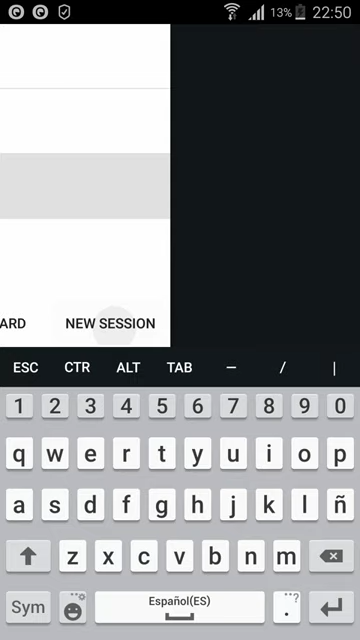 13% 22:50
ARD NEW SESSION
ESC CTR ALT TAB – / |
1 2 3 4 5 6 7 8 9 0
q w e r t y u i o p
a s d f g h j k l ñ
z x c v b n m
Sym Español(ES) . ?